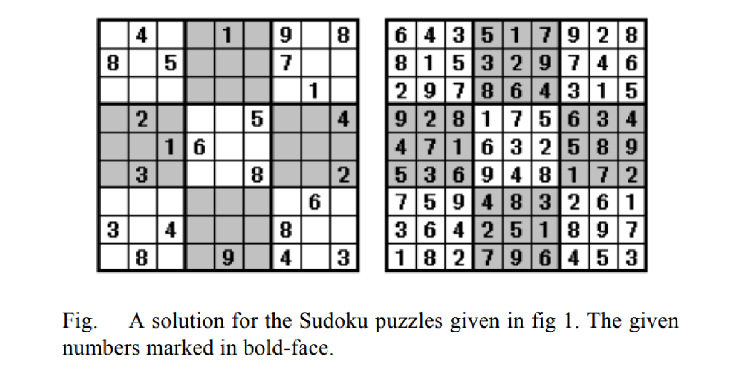 4 1 9 8
8 5 7
1
2 5 4
1 6
3 8 2
6
3 4 8
8 9 4 3
6 4 3 5 1 7 9 2 8
8 1 5 3 2 9 7 4 6
2 9 7 8 6 4 3 1 5
9 2 8 1 7 5 6 3 4
4 7 1 6 3 2 5 8 9
5 3 6 9 4 8 1 7 2
7 5 9 4 8 3 2 6 1
3 6 4 2 5 1 8 9 7
1 8 2 7 9 6 4 5 3
Fig. A solution for the Sudoku puzzles given in fig 1. The given
numbers marked in bold-face.